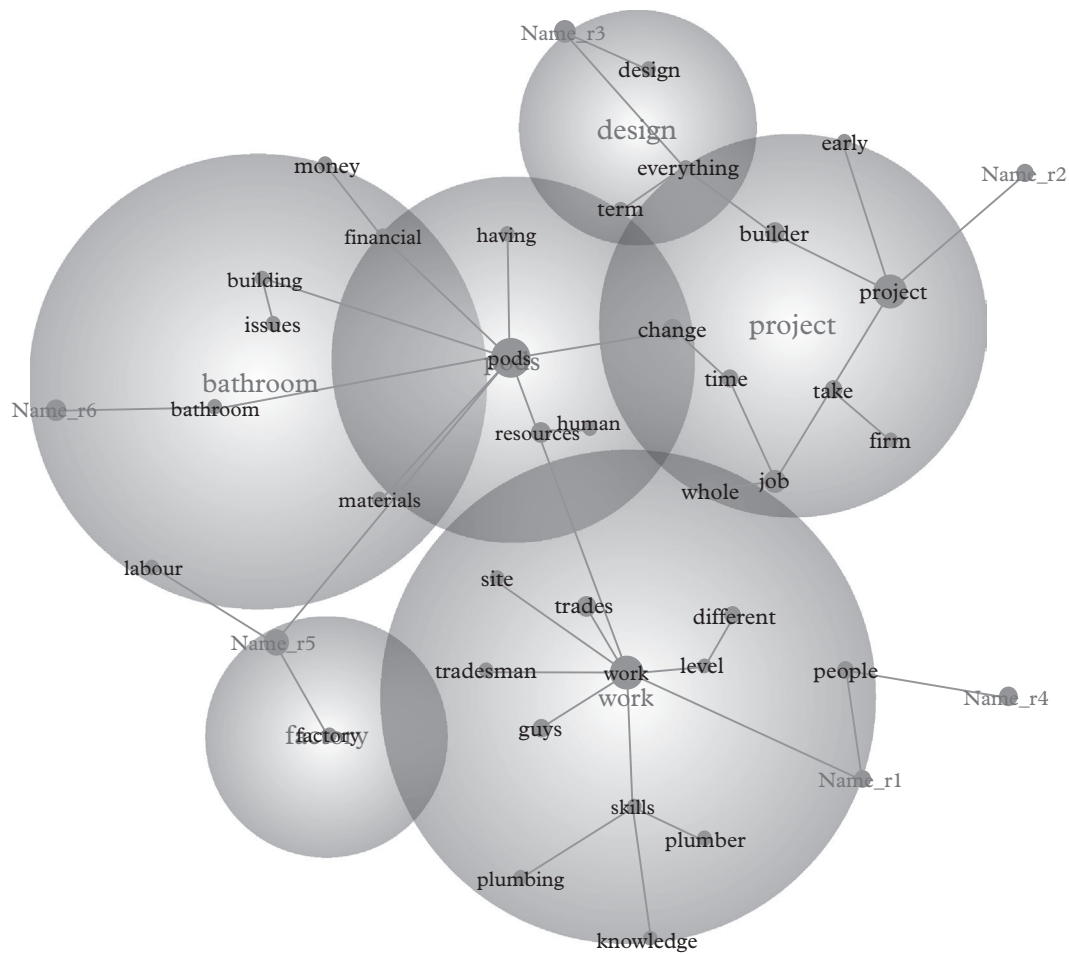 Name_r3
design
design
early
money
everything
Name_r2
term
financial
having
builder
building
project
issues
change
project
pods
pods
bathroom
time
take
Name_r6
bathroom
human
resources
firm
materials
whole
job
labour
site
trades
different
Name_r5
tradesman
work
level
people
work
Name_r4
guys
factory
factory
Name_r1
skills
plumber
plumbing
knowledge